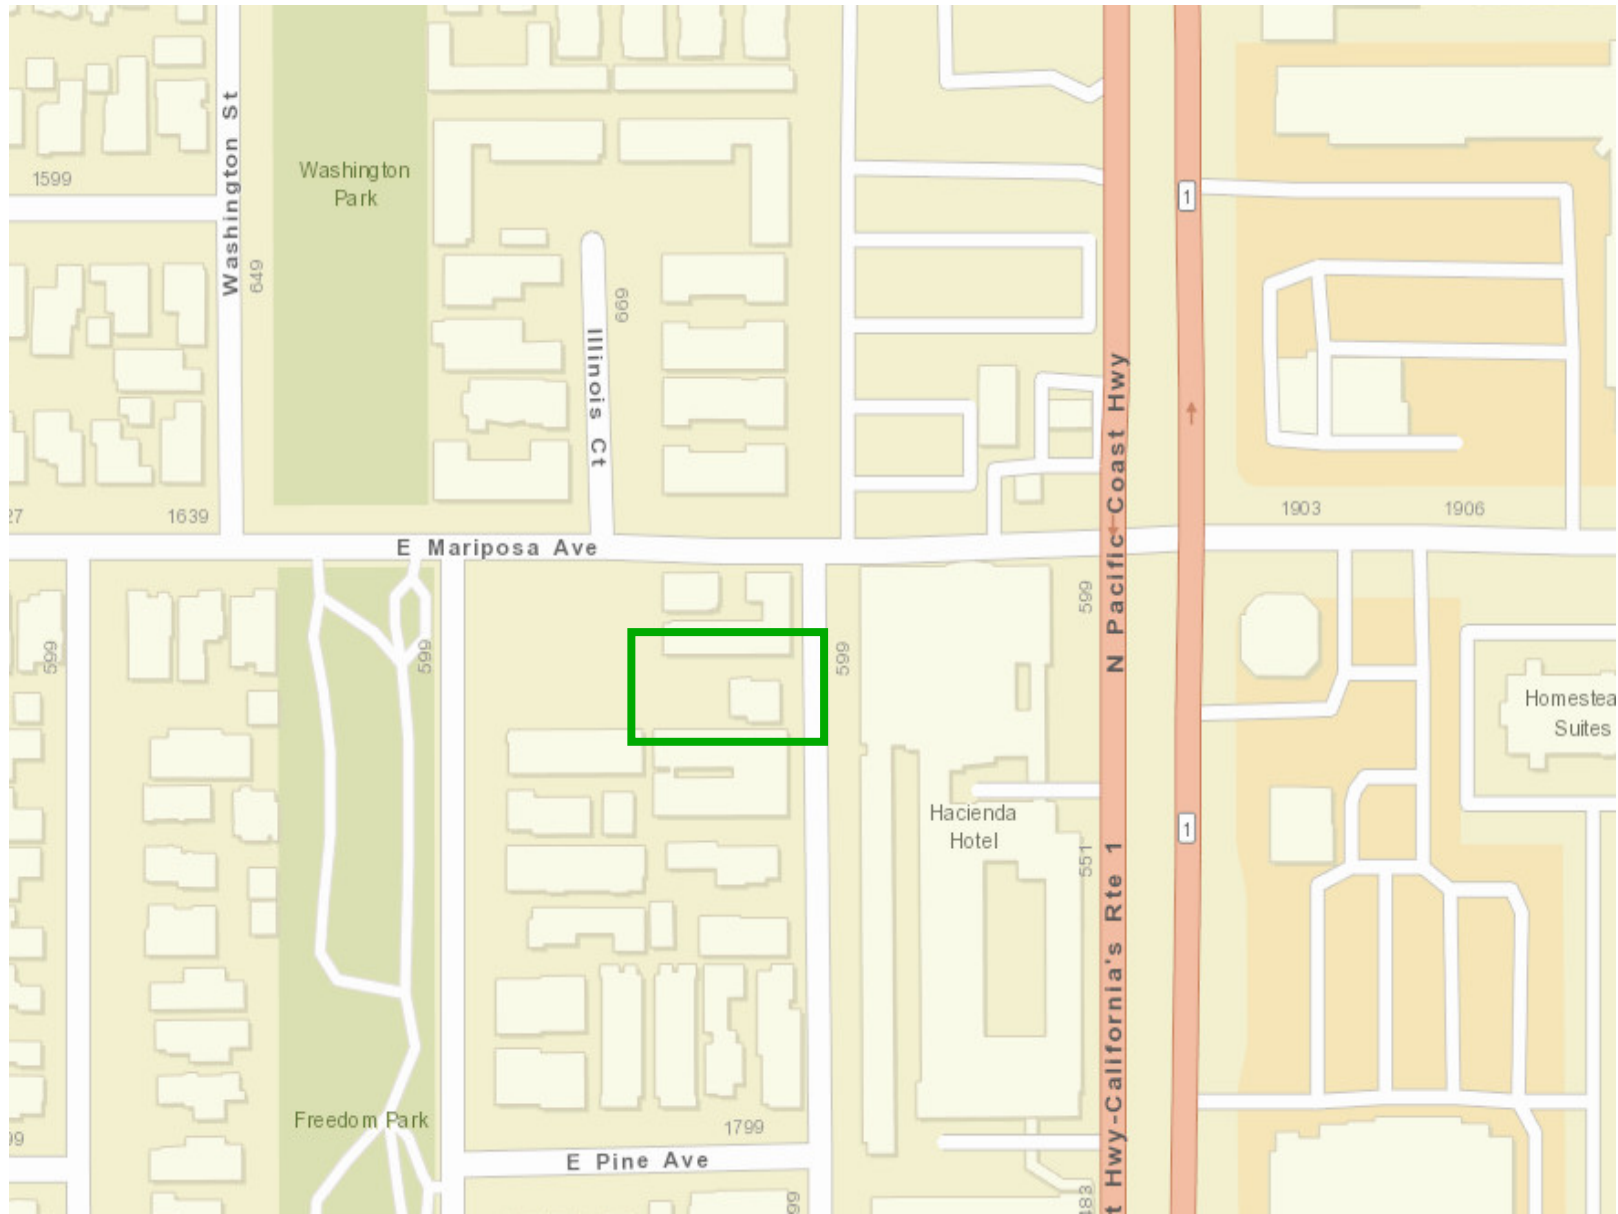 Washington St
1599
Washington
Park
649
669
Illinois Ct
1
N Pacific Coast Hwy
27
1639
1903
1906
E Mariposa Ave
599
599
599
599
Homestea
Suites
Hacienda
Hotel
1
551
t Hwy-California's Rte 1
Freedom Park
1799
99
E Pine Ave
99
483